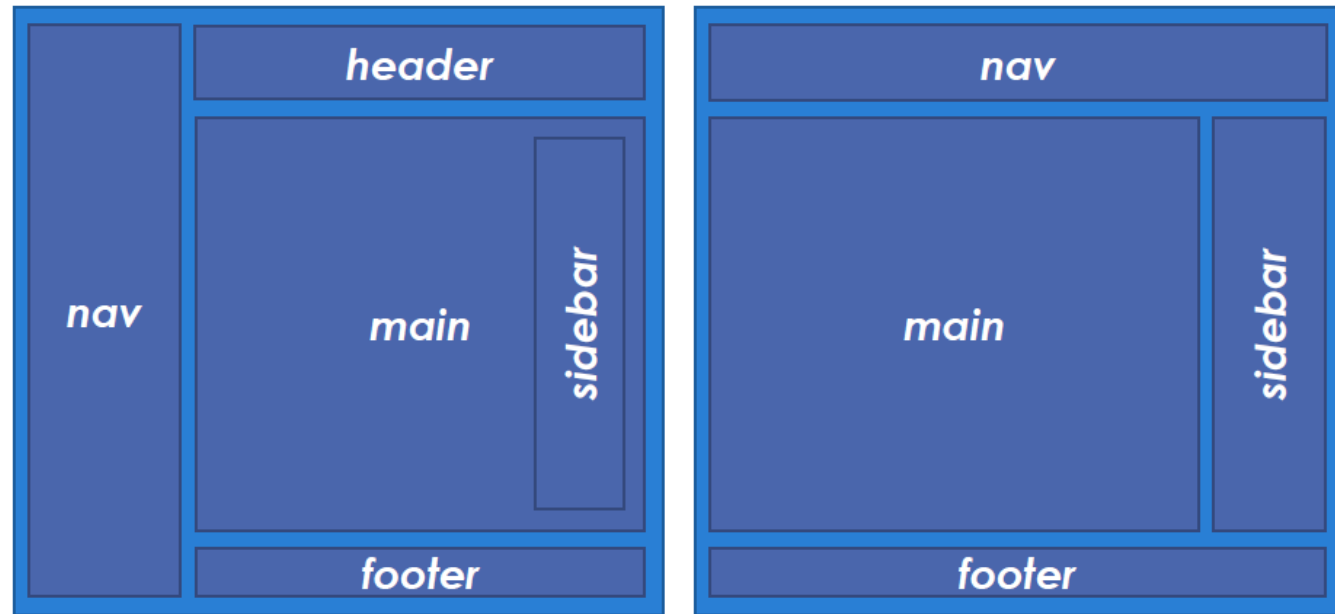 header
nav
main
sidebar
footer
nav
main
sidebar
footer